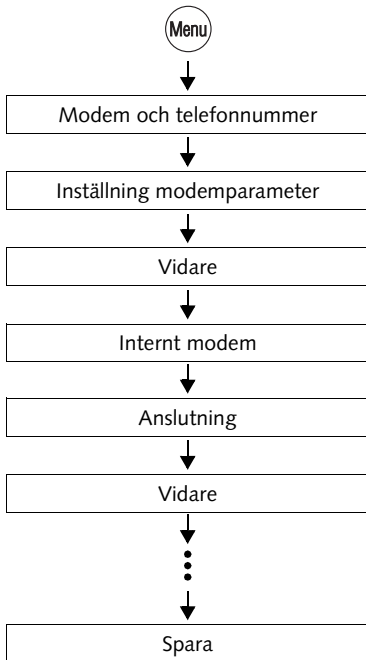 Menu
Modem och telefonnummer
Inställning modemparameter
Vidare
Internt modem
Anslutning
Vidare
Spara